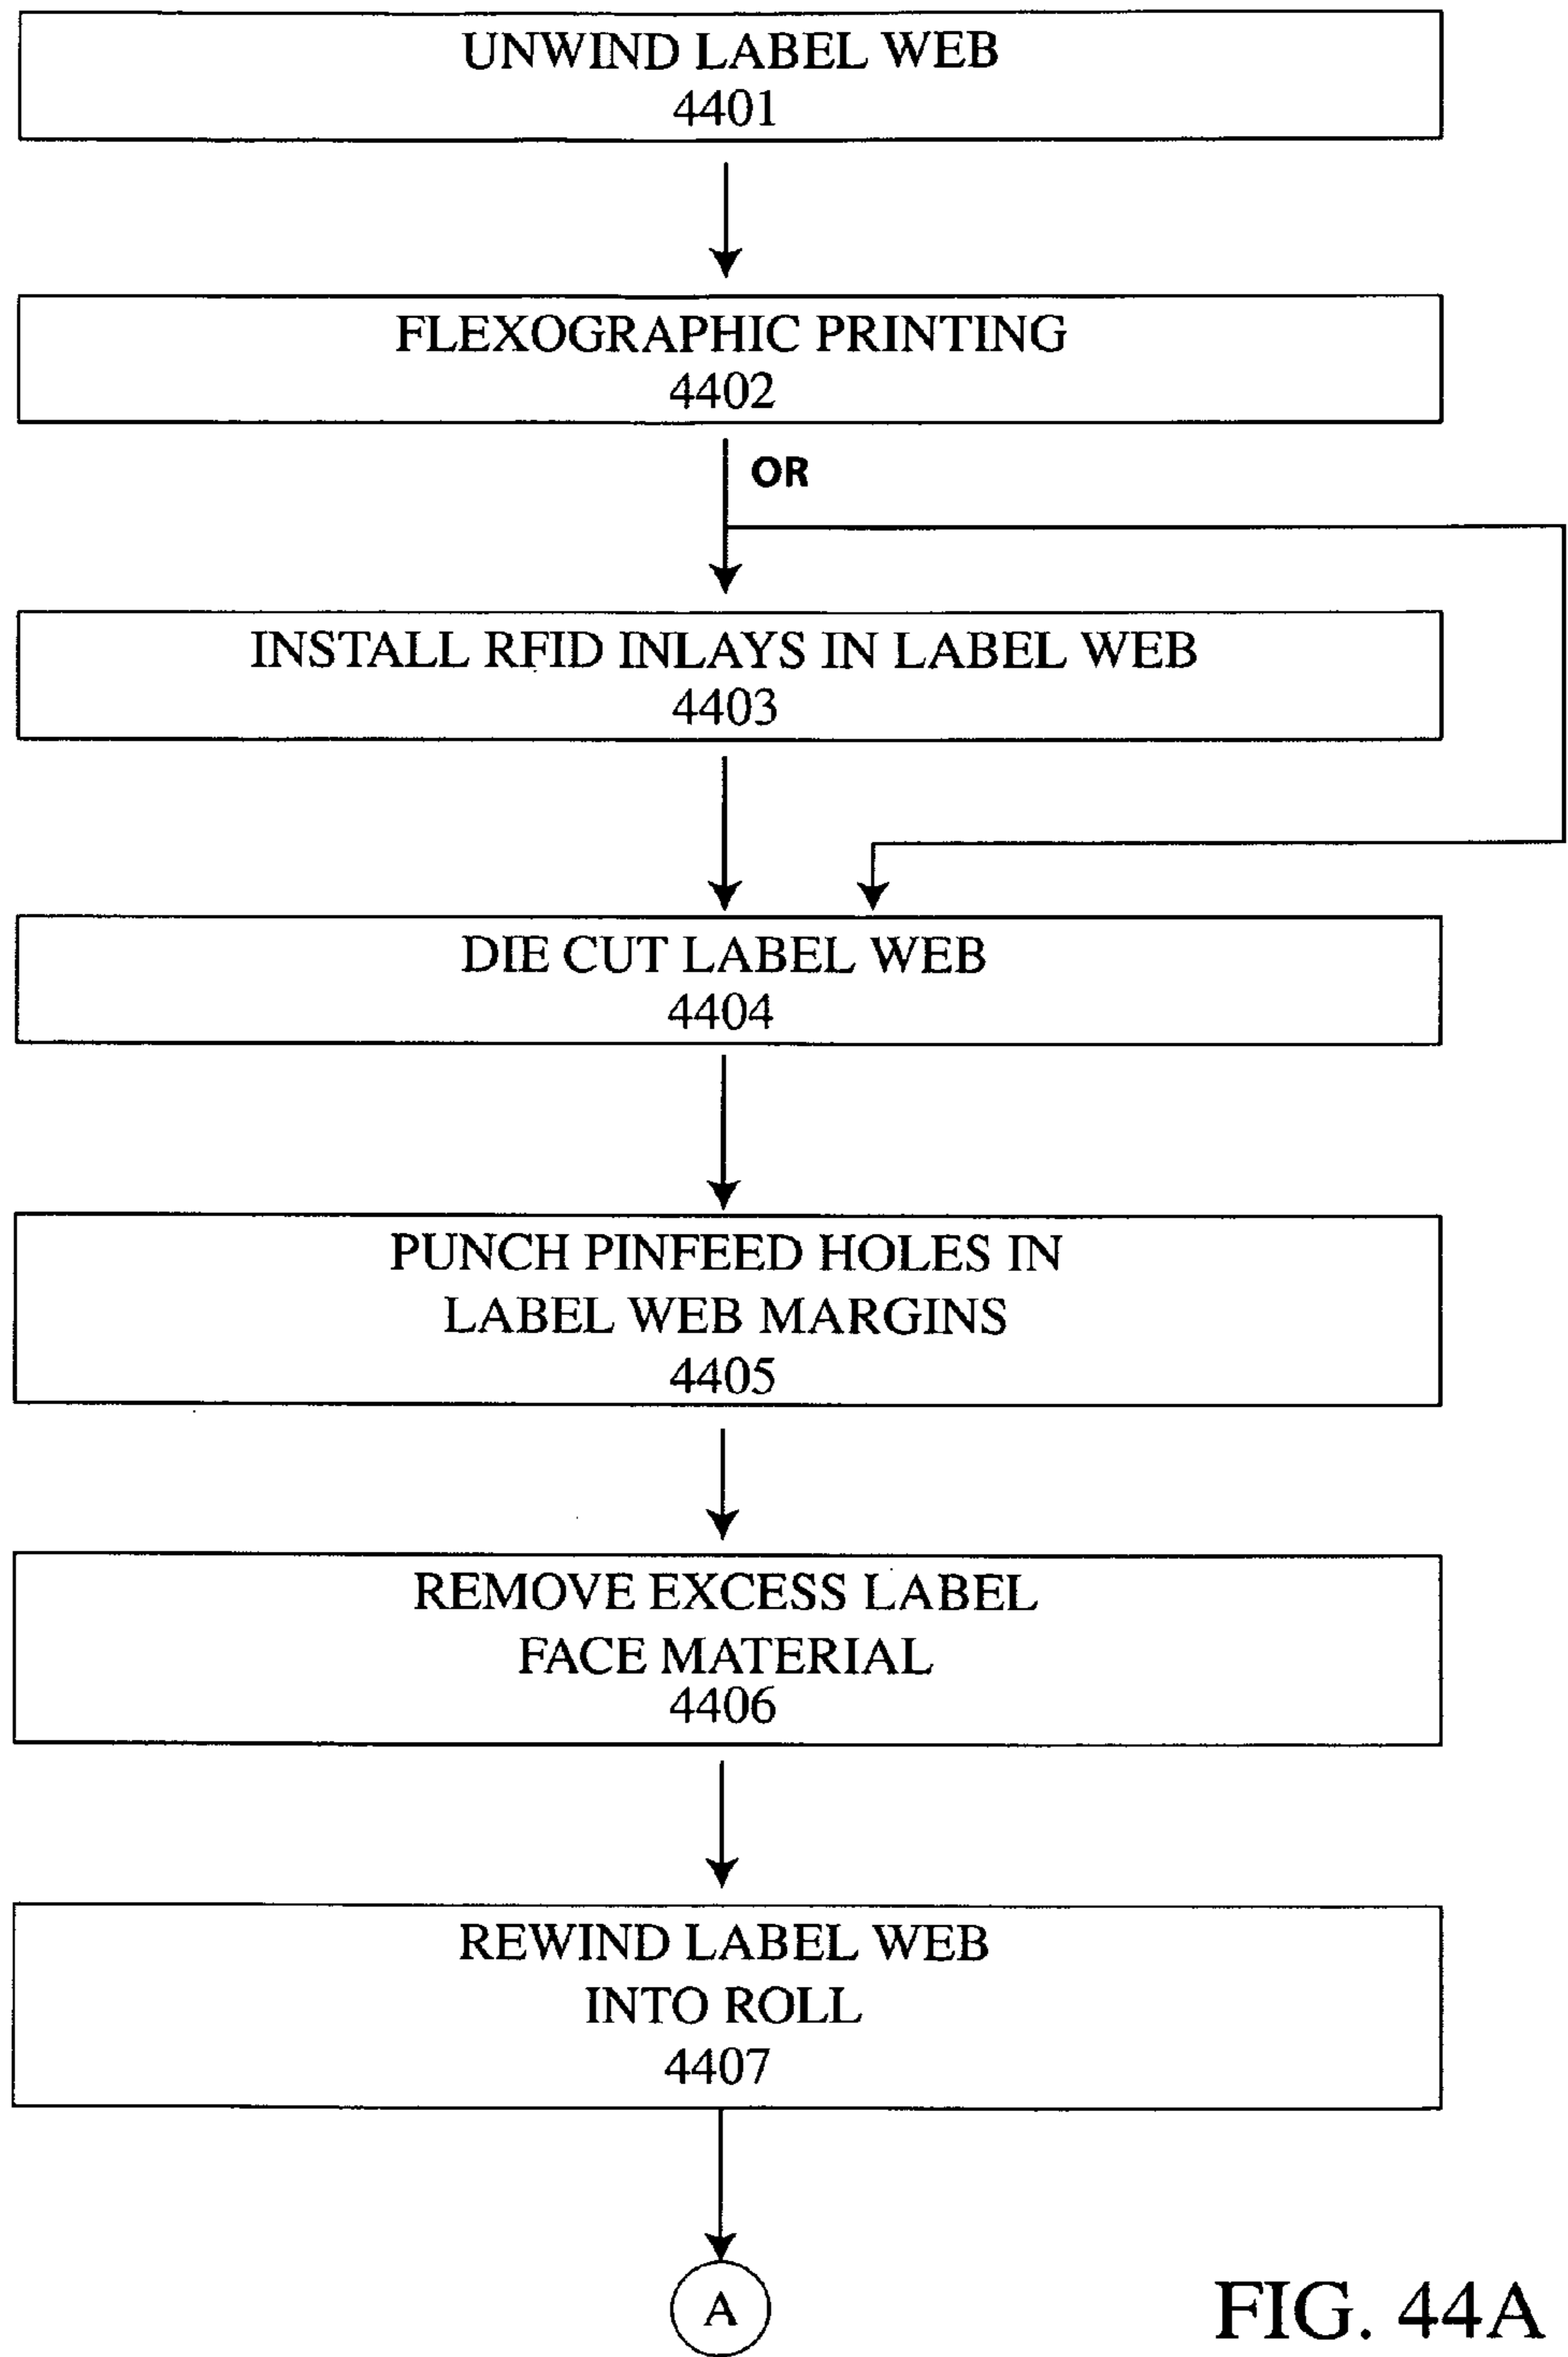 UNWIND LABEL WEB
4401
FLEXOGRAPHIC PRINTING
4402
OR
INSTALL RFID INLAYS IN LABEL WEB
4403
DIE CUT LABEL WEB
4404
PUNCH PINFEED HOLES IN
LABEL WEB MARGINS
4405
REMOVE EXCESS LABEL
FACE MATERIAL
4406
REWIND LABEL WEB
INTO ROLL
4407
A
FIG. 44A